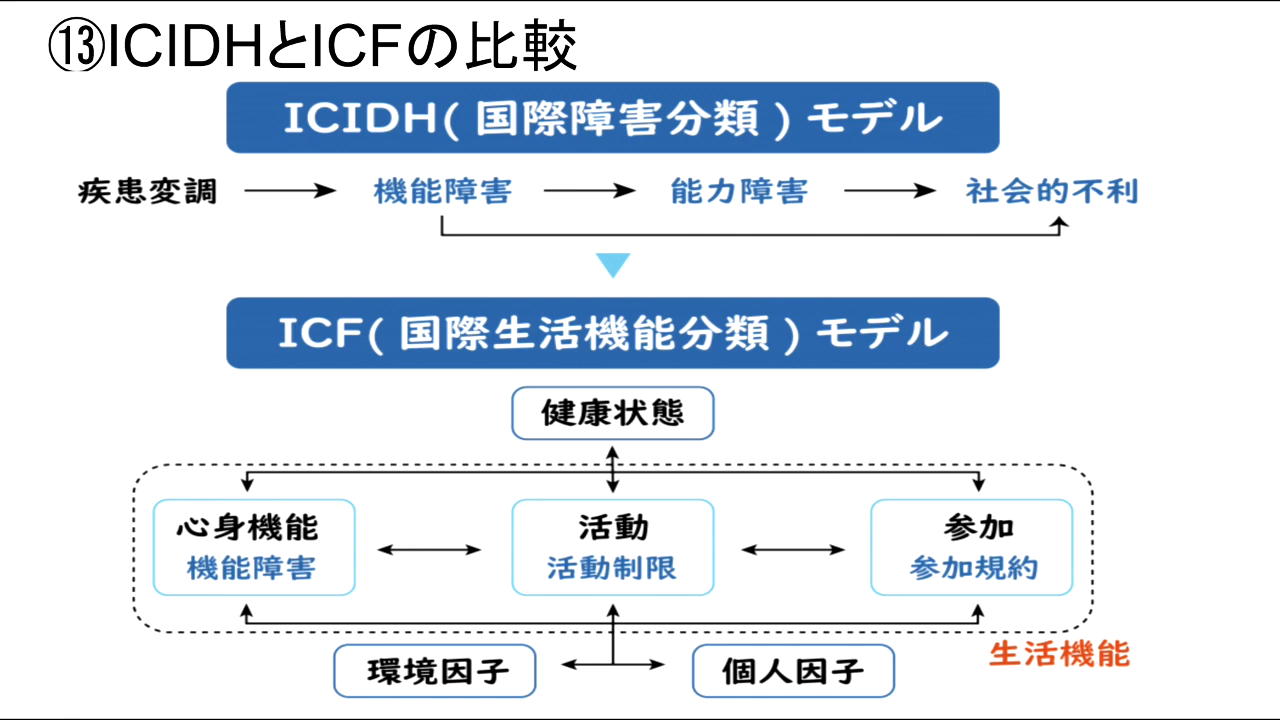 ⑬ICIDHとICFの比較
ICIDH(国際障害分類)モデル
疾患変調 機能障害 能力障害 社会的不利
ICF(国際生活機能分類)モデル
健康状態
心身機能 活動 参加
機能障害 活動制限 参加規約
生活機能
環境因子 個人因子